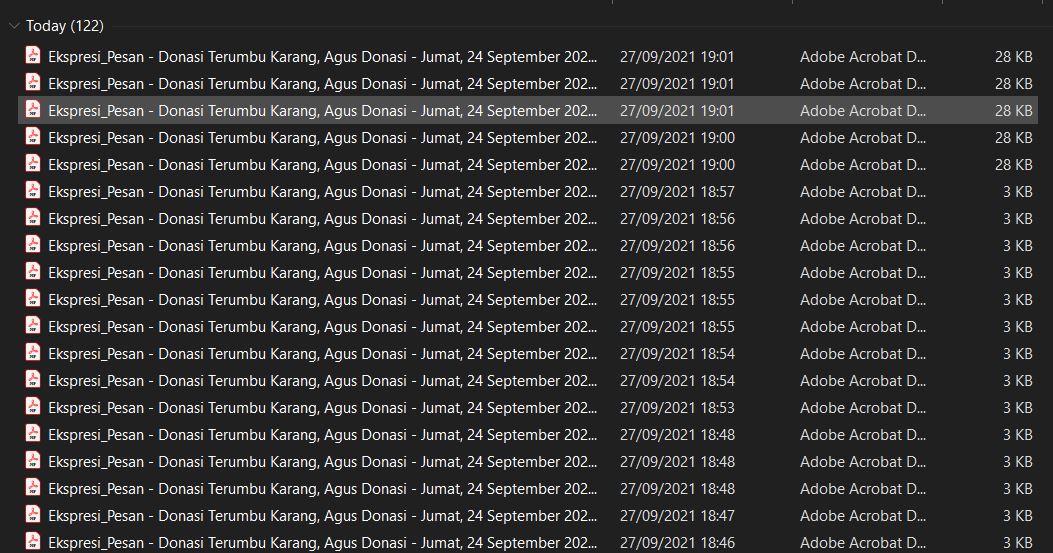 Today (122)
Ekspresi_Pesan - Donasi Terumbu Karang, Agus Donasi - Jumat, 24 September 202... 27/09/2021 19:01 Adobe Acrobat D... 28 KB
Ekspresi_Pesan - Donasi Terumbu Karang, Agus Donasi - Jumat, 24 September 202... 27/09/2021 19:01 Adobe Acrobat D... 28 KB
Ekspresi_Pesan - Donasi Terumbu Karang, Agus Donasi - Jumat, 24 September 202... 27/09/2021 19:01 Adobe Acrobat D... 28 KB
Ekspresi_Pesan - Donasi Terumbu Karang, Agus Donasi - Jumat, 24 September 202... 27/09/2021 19:00 Adobe Acrobat D... 28 KB
Ekspresi_Pesan - Donasi Terumbu Karang, Agus Donasi - Jumat, 24 September 202... 27/09/2021 19:00 Adobe Acrobat D... 28 KB
Ekspresi_Pesan - Donasi Terumbu Karang, Agus Donasi - Jumat, 24 September 202... 27/09/2021 18:57 Adobe Acrobat D... 3 KB
Ekspresi_Pesan - Donasi Terumbu Karang, Agus Donasi - Jumat, 24 September 202... 27/09/2021 18:56 Adobe Acrobat D... 3 KB
Ekspresi_Pesan - Donasi Terumbu Karang, Agus Donasi - Jumat, 24 September 202... 27/09/2021 18:56 Adobe Acrobat D... 3 KB
Ekspresi_Pesan - Donasi Terumbu Karang, Agus Donasi - Jumat, 24 September 202... 27/09/2021 18:55 Adobe Acrobat D... 3 KB
Ekspresi_Pesan - Donasi Terumbu Karang, Agus Donasi - Jumat, 24 September 202... 27/09/2021 18:55 Adobe Acrobat D... 3 KB
Ekspresi_Pesan - Donasi Terumbu Karang, Agus Donasi - Jumat, 24 September 202... 27/09/2021 18:55 Adobe Acrobat D... 3 KB
Ekspresi_Pesan - Donasi Terumbu Karang, Agus Donasi - Jumat, 24 September 202... 27/09/2021 18:54 Adobe Acrobat D... 3 KB
Ekspresi_Pesan - Donasi Terumbu Karang, Agus Donasi - Jumat, 24 September 202... 27/09/2021 18:54 Adobe Acrobat D... 3 KB
Ekspresi_Pesan - Donasi Terumbu Karang, Agus Donasi - Jumat, 24 September 202... 27/09/2021 18:53 Adobe Acrobat D... 3 KB
Ekspresi_Pesan - Donasi Terumbu Karang, Agus Donasi - Jumat, 24 September 202... 27/09/2021 18:48 Adobe Acrobat D... 3 KB
Ekspresi_Pesan - Donasi Terumbu Karang, Agus Donasi - Jumat, 24 September 202... 27/09/2021 18:48 Adobe Acrobat D... 3 KB
Ekspresi_Pesan - Donasi Terumbu Karang, Agus Donasi - Jumat, 24 September 202... 27/09/2021 18:48 Adobe Acrobat D... 3 KB
Ekspresi_Pesan - Donasi Terumbu Karang, Agus Donasi - Jumat, 24 September 202... 27/09/2021 18:47 Adobe Acrobat D... 3 KB
Ekspresi_Pesan - Donasi Terumbu Karang, Agus Donasi - Jumat, 24 September 202... 27/09/2021 18:46 Adobe Acrobat D... 3 KB